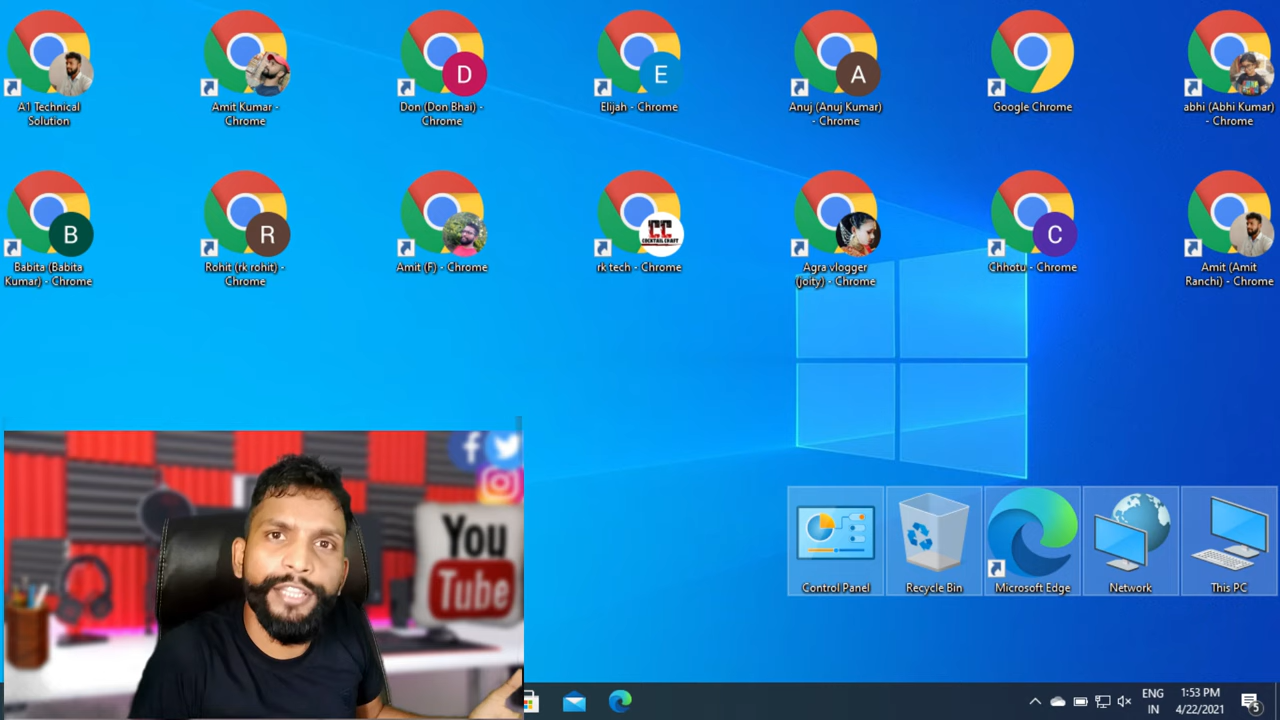 D
E
A
A1 Technical
Solution
Amit Kumar -
Chrome
Don (Don Bhai) -
Chrome
Elijah - Chrome
Anuj (Anuj Kumar)
- Chrome
Google Chrome
abhi (Abhi Kumar)
- Chrome
B
R
CC
COCKTAIL CHAAT
C
Babita (Babita
Kumar) - Chrome
Rohit (rk rohit) -
Chrome
Amit (F) - Chrome
rk tech - Chrome
Agra vlogger
(joity) - Chrome
Chhotu - Chrome
Amit (Amit
Ranchi) - Chrome
You
Tube
Control Panel
Recycle Bin
Microsoft Edge
Network
This PC
ENG
IN
1:53 PM
4/22/2021
5